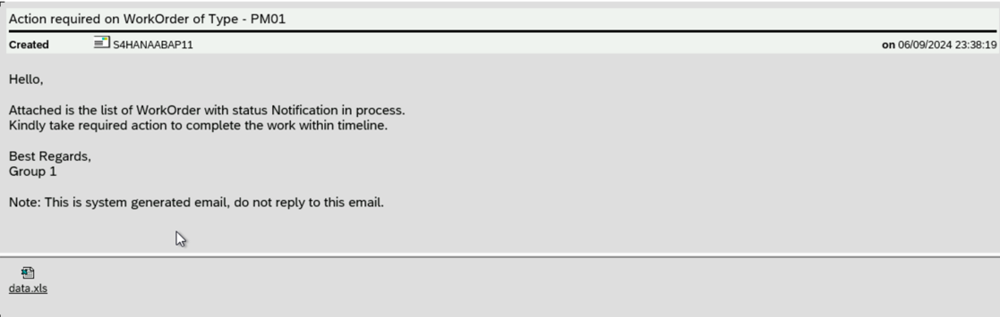 Action required on WorkOrder of Type - PM01
Created S4HANAABAP11 on 06/09/2024 23:38:19
Hello,
Attached is the list of WorkOrder with status Notification in process.
Kindly take required action to complete the work within timeline.
Best Regards,
Group 1
Note: This is system generated email, do not reply to this email.
data.xls